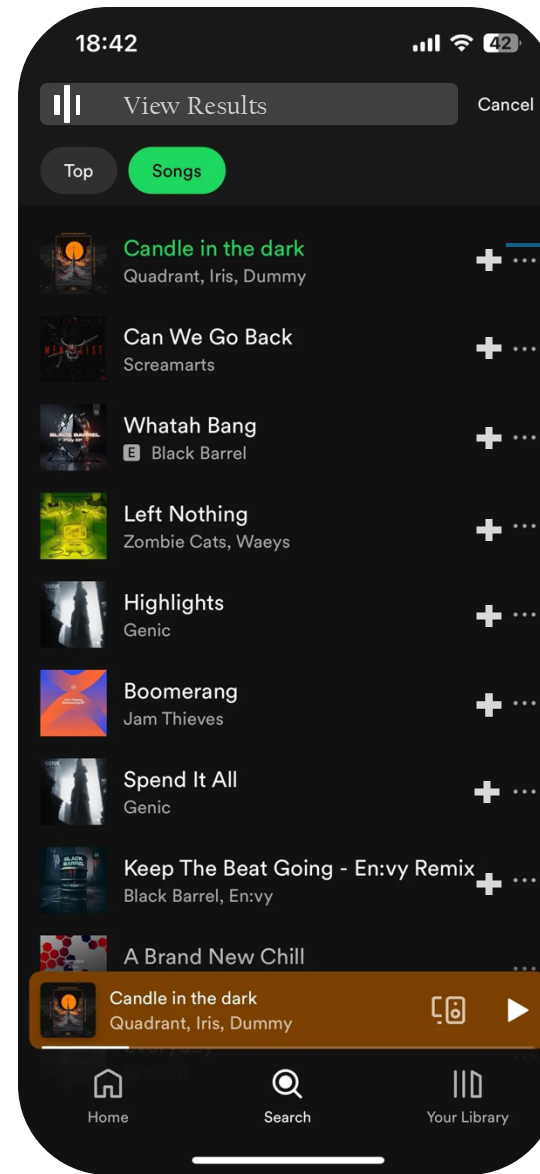 18:42
42
View Results
Cancel
Top
Songs
Candle in the dark
Quadrant, Iris, Dummy
Can We Go Back
Screamarts
Whatah Bang
E Black Barrel
Left Nothing
Zombie Cats, Waeys
Highlights
Genic
Boomerang
Jam Thieves
Spend It All
Genic
Keep The Beat Going - En:vy Remix
Black Barrel, En:vy
A Brand New Chill
Candle in the dark
Quadrant, Iris, Dummy
Everyday
Home
Search
Your Library